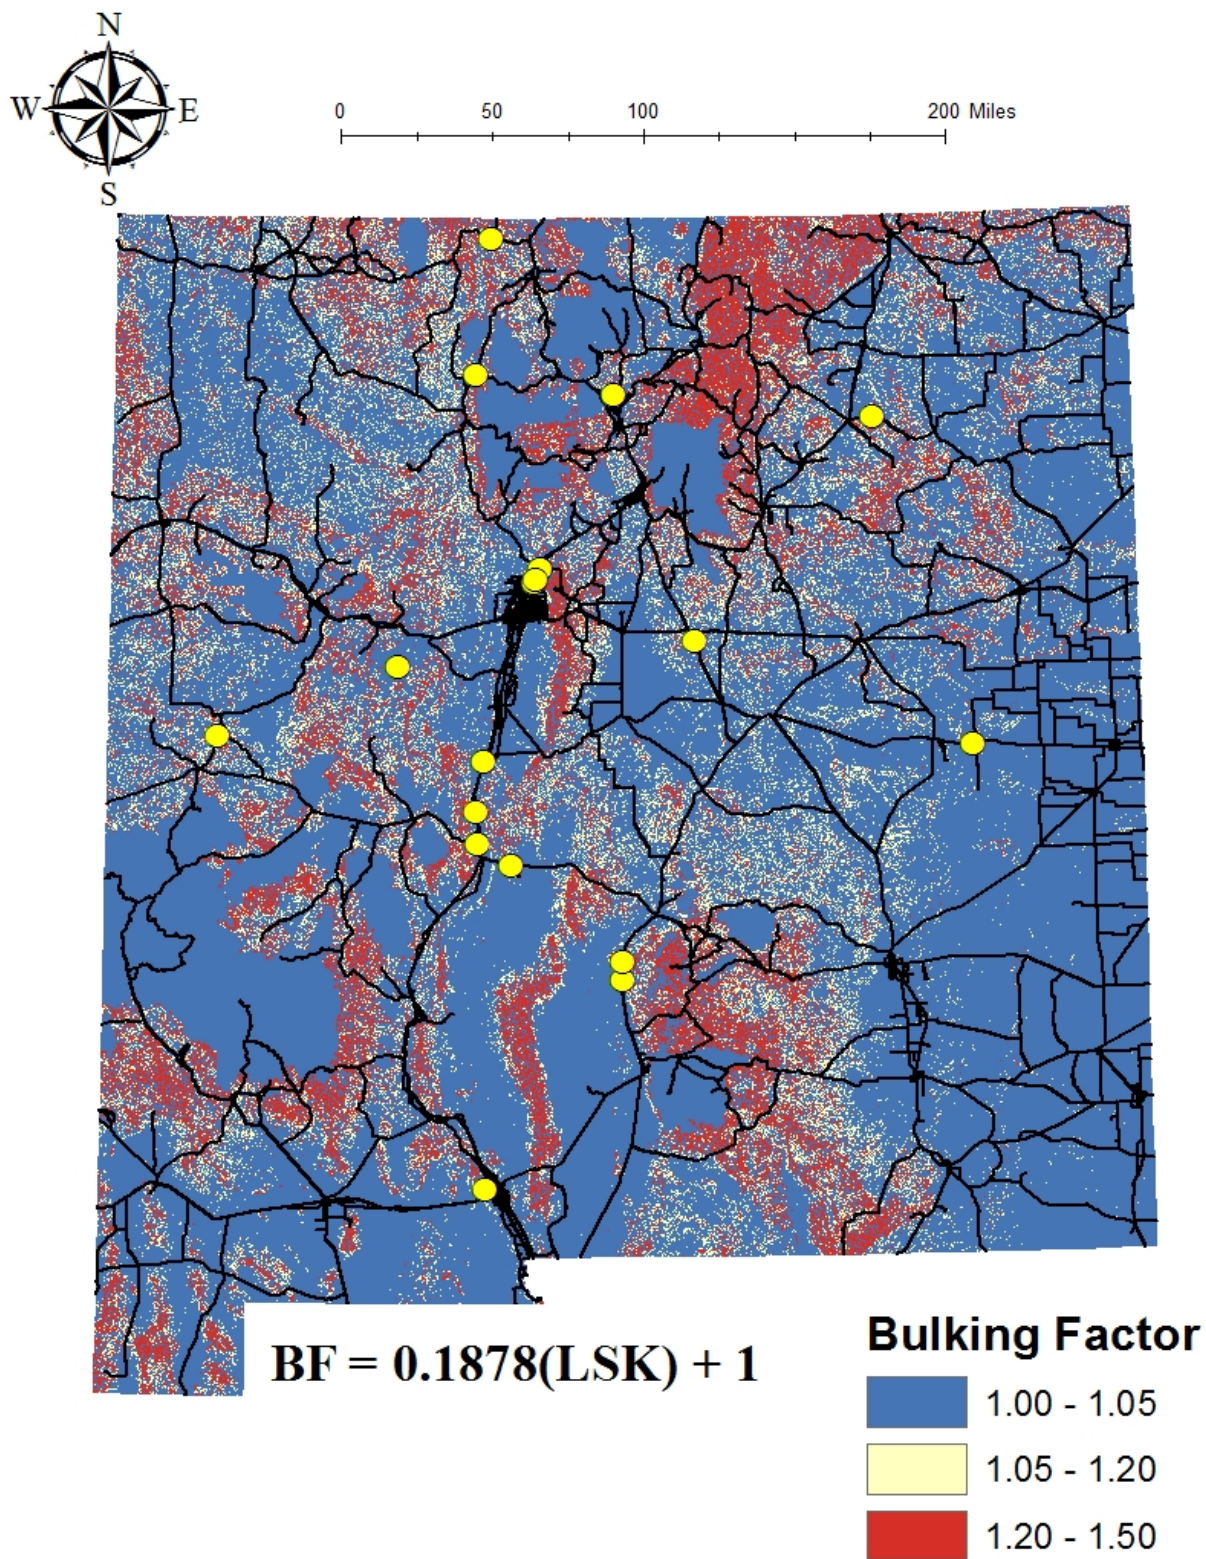 N
W E
S
0 50 100 200 Miles
BF = 0.1878(LSK) + 1
Bulking Factor
1.00 - 1.05
1.05 - 1.20
1.20 - 1.50